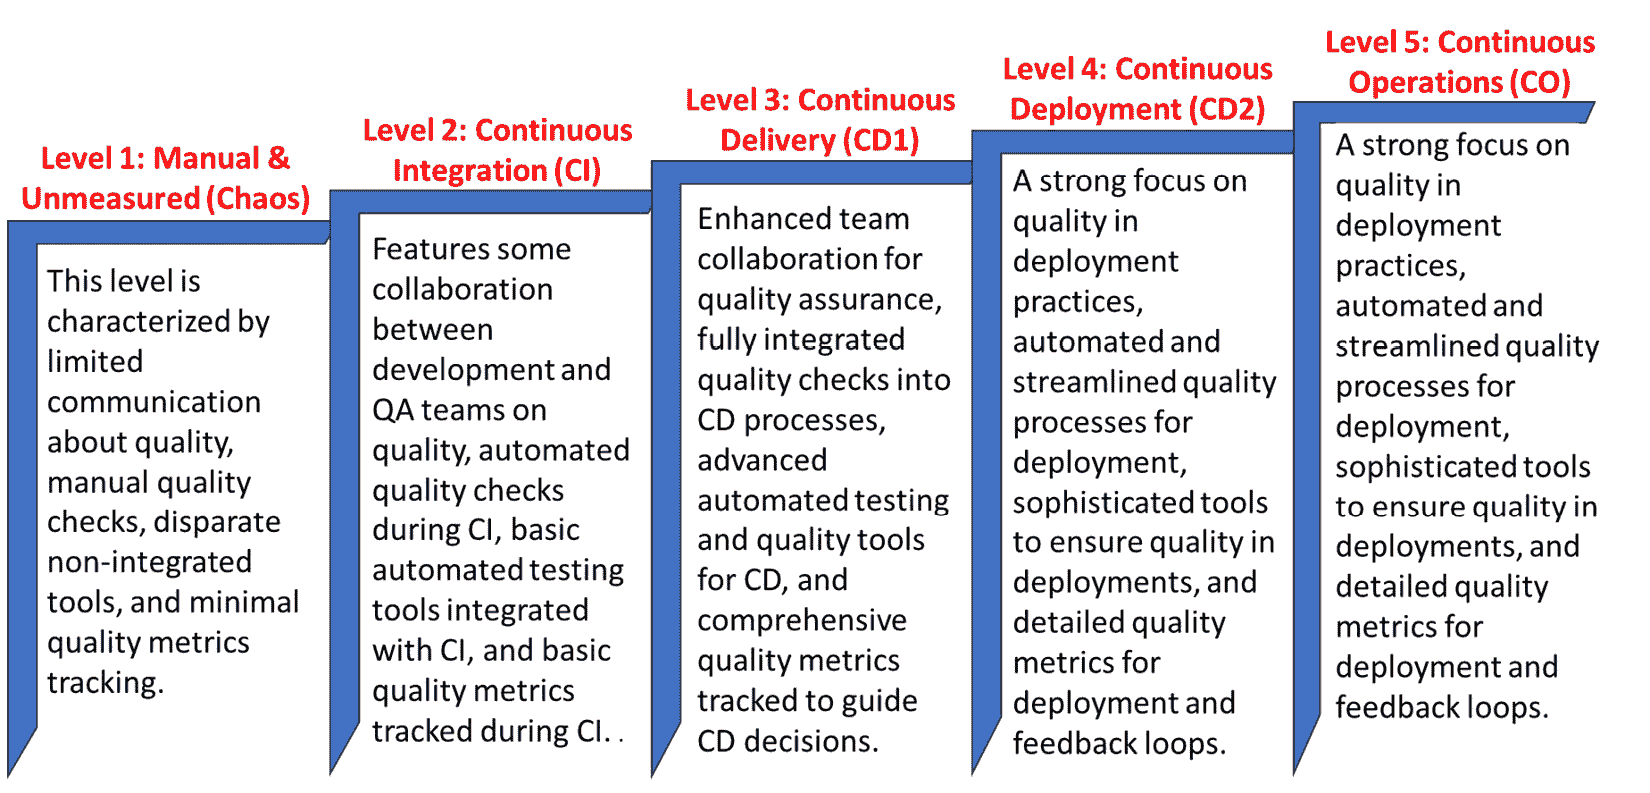 Level 1: Manual &
Unmeasured (Chaos)
This level is
characterized by
limited
communication
about quality,
manual quality
checks, disparate
non-integrated
tools, and minimal
quality metrics
tracking.
Level 2: Continuous
Integration (CI)
Features some
collaboration
between
development and
QA teams on
quality, automated
quality checks
during CI, basic
automated testing
tools integrated
with CI, and basic
quality metrics
tracked during CI. .
Level 3: Continuous
Delivery (CD1)
Enhanced team
collaboration for
quality assurance,
fully integrated
quality checks into
CD processes,
advanced
automated testing
and quality tools
for CD, and
comprehensive
quality metrics
tracked to guide
CD decisions.
Level 4: Continuous
Deployment (CD2)
A strong focus on
quality in
deployment
practices,
automated and
streamlined quality
processes for
deployment,
sophisticated tools
to ensure quality in
deployments, and
detailed quality
metrics for
deployment and
feedback loops.
Level 5: Continuous
Operations (CO)
A strong focus on
quality in
deployment
practices,
automated and
streamlined quality
processes for
deployment,
sophisticated tools
to ensure quality in
deployments, and
detailed quality
metrics for
deployment and
feedback loops.